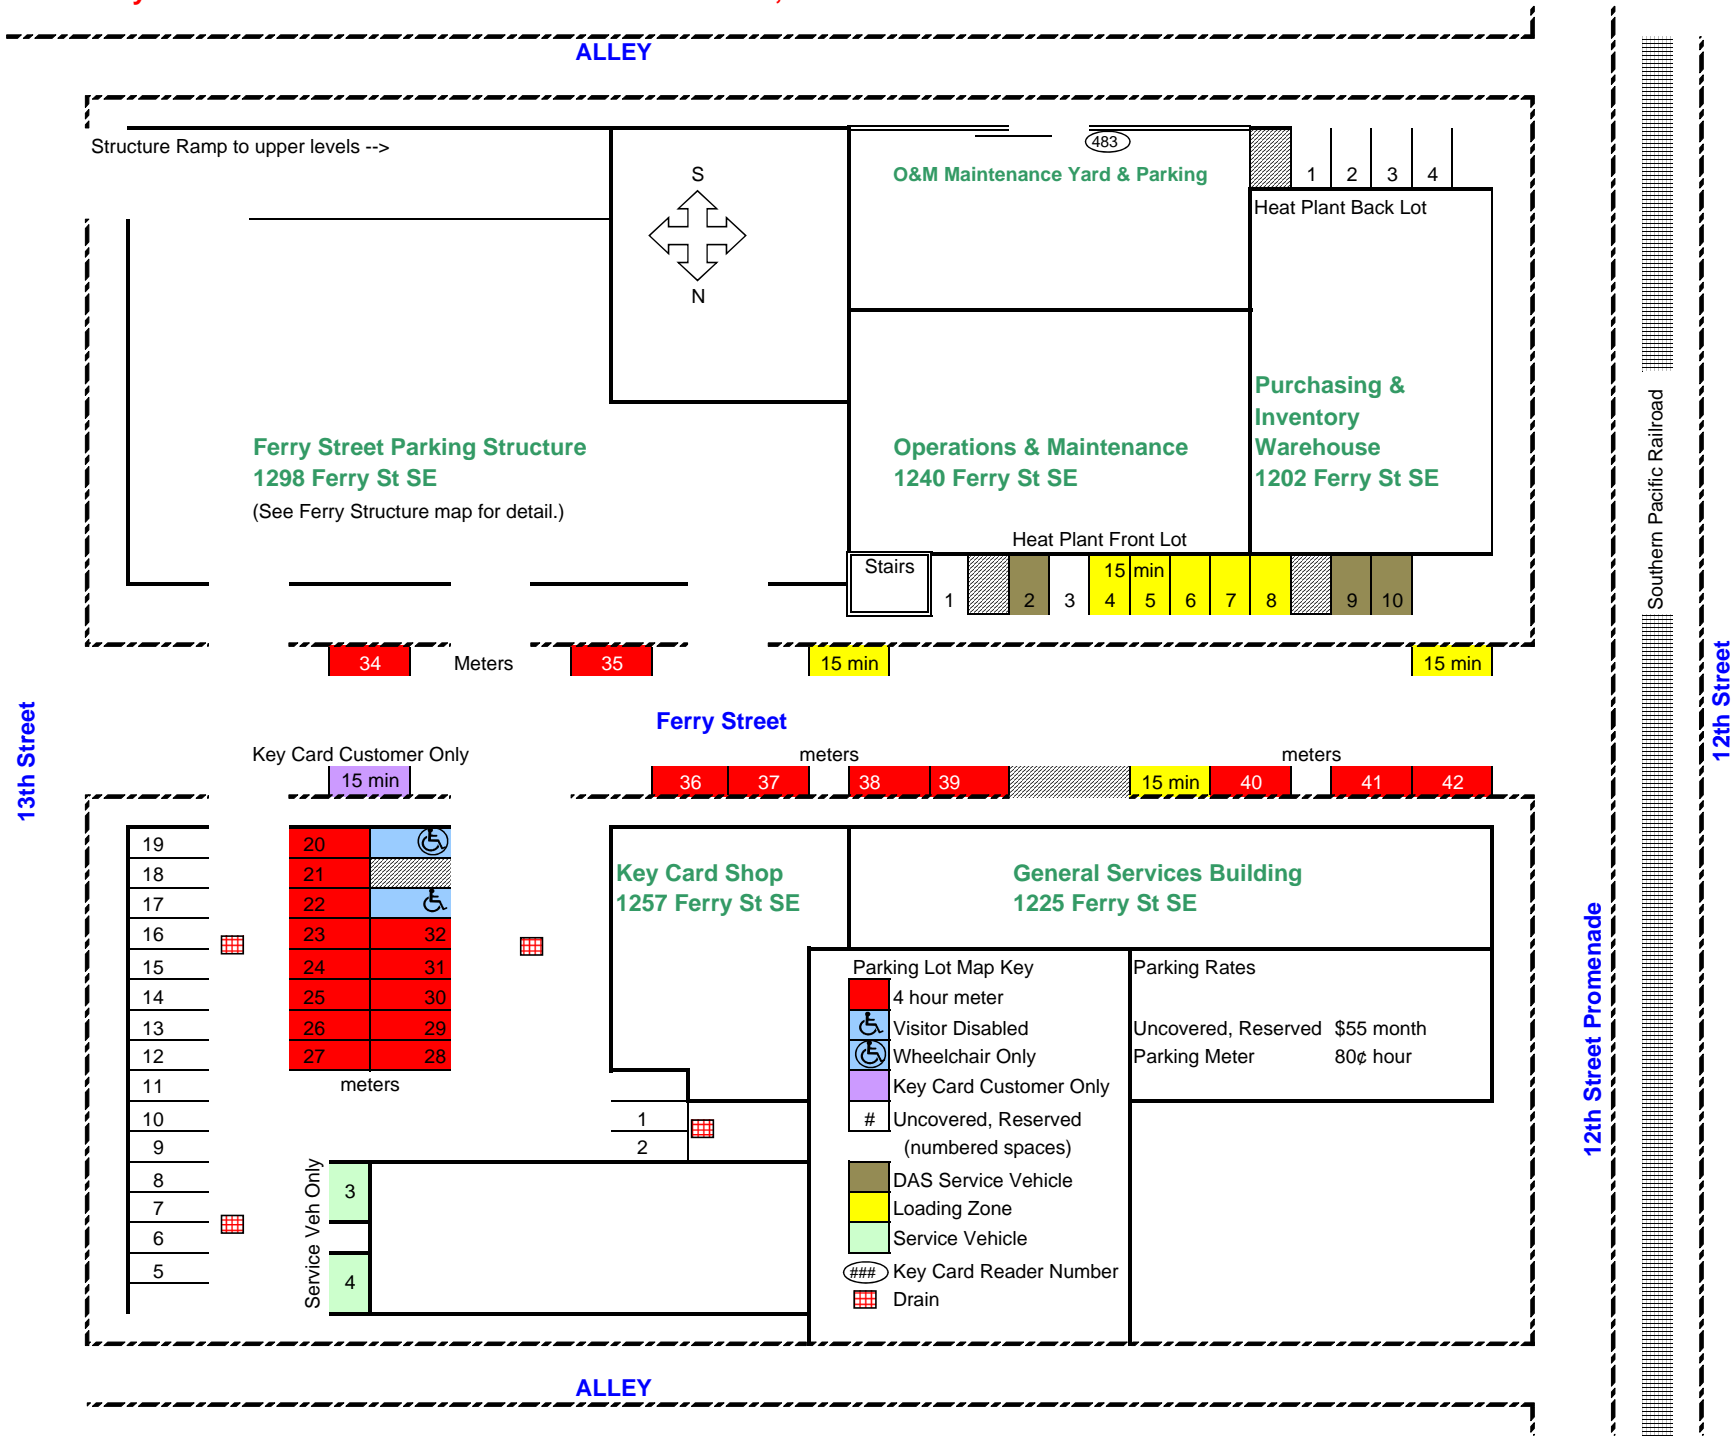 ALLEY
Structure Ramp to upper levels -->
S
N
483
O&M Maintenance Yard & Parking
1 2 3 4
Heat Plant Back Lot
Ferry Street Parking Structure
1298 Ferry St SE
(See Ferry Structure map for detail.)
Operations & Maintenance
1240 Ferry St SE
Purchasing &
Inventory
Warehouse
1202 Ferry St SE
Heat Plant Front Lot
Stairs
15 min
1 2 3 4 5 6 7 8 9 10
34 Meters 35 15 min 15 min
Southern Pacific Railroad
12th Street
13th Street
Ferry Street
Key Card Customer Only
meters
meters
15 min
36 37 38 39 15 min 40 41 42
19
18
17
16
15
14
13
12
11
10
9
8
7
6
5
20
21
22
23 32
24 31
25 30
26 29
27 28
meters
Key Card Shop
1257 Ferry St SE
General Services Building
1225 Ferry St SE
1
2
Service Veh Only
3
4
Parking Lot Map Key
4 hour meter
Visitor Disabled
Wheelchair Only
Key Card Customer Only
# Uncovered, Reserved
(numbered spaces)
DAS Service Vehicle
Loading Zone
Service Vehicle
### Key Card Reader Number
Drain
Parking Rates
Uncovered, Reserved $55 month
Parking Meter 80¢ hour
12th Street Promenade
ALLEY